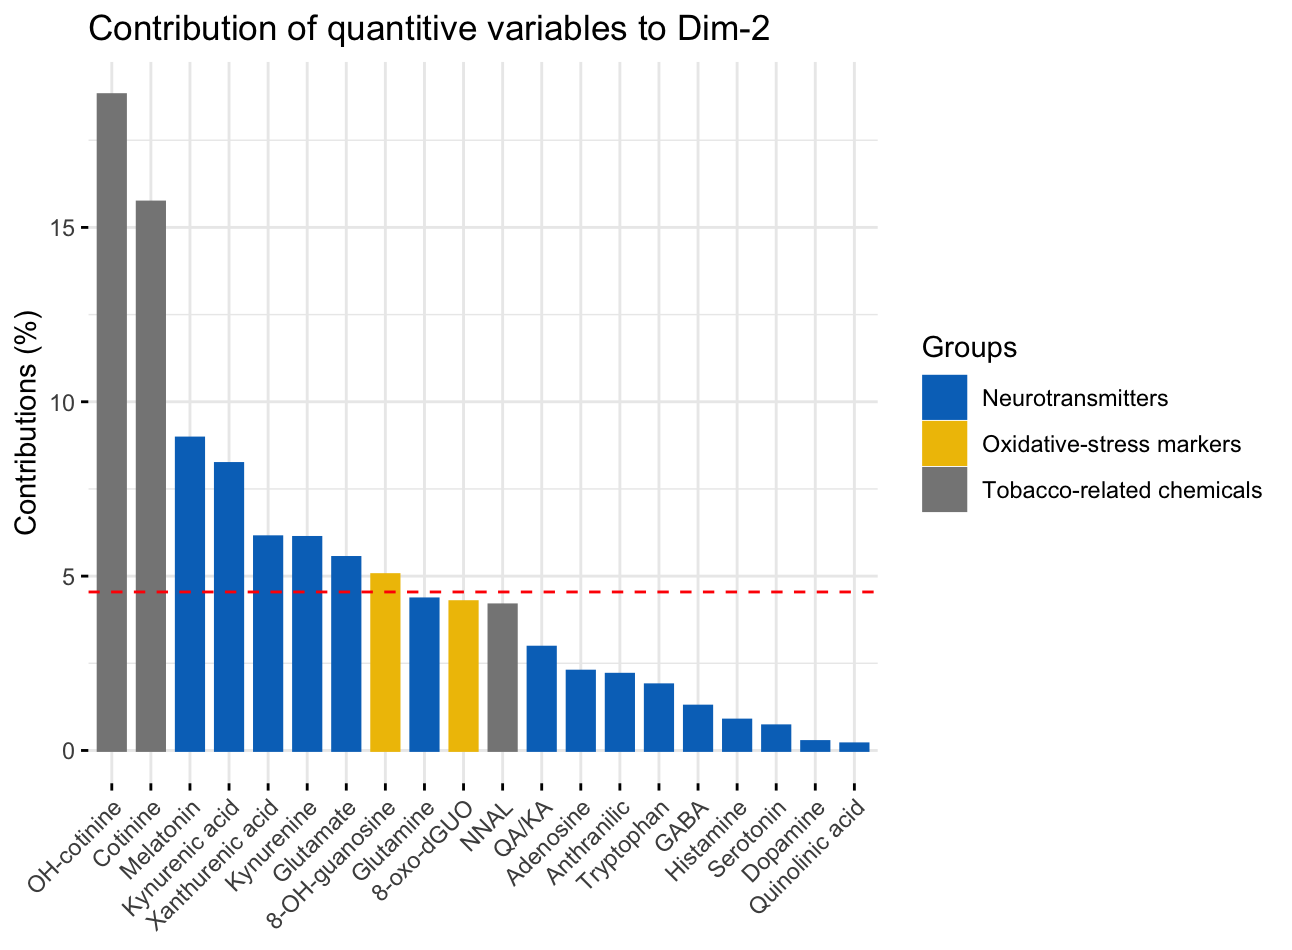 Contribution of quantitive variables to Dim-2
Contributions (%)
15
10
5
0
OH-cotinine
Cotinine
Melatonin
Kynurenic acid
Xanthurenic acid
Kynurenine
Glutamate
8-OH-guanosine
Glutamine
8-oxo-dGUO
NNAL
QA/KA
Adenosine
Anthranilic
Tryptophan
GABA
Histamine
Serotonin
Dopamine
Quinolinic acid
Groups
Neurotransmitters
Oxidative-stress markers
Tobacco-related chemicals